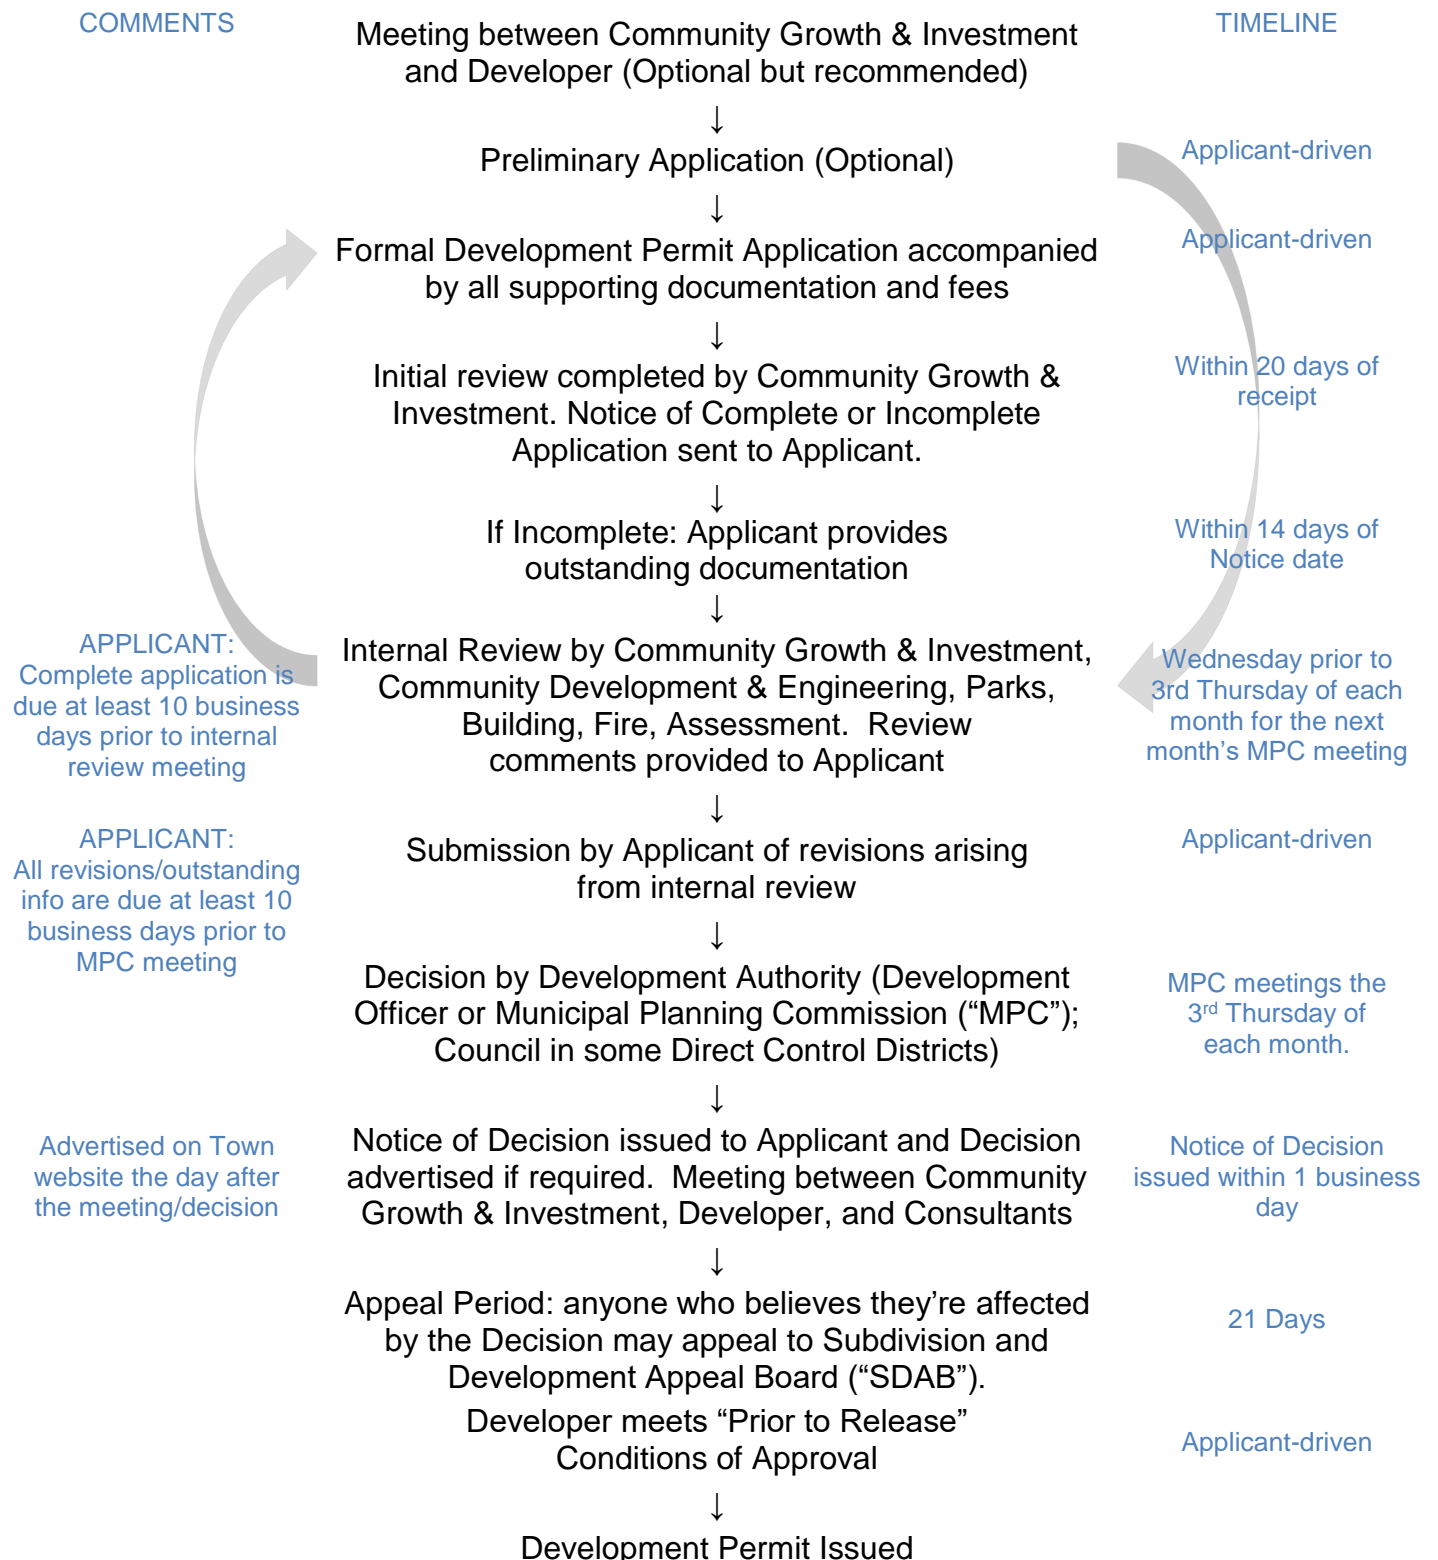 COMMENTS
TIMELINE
Meeting between Community Growth & Investment
and Developer (Optional but recommended)
↓
Preliminary Application (Optional)
Applicant-driven
↓
Formal Development Permit Application accompanied
by all supporting documentation and fees
Applicant-driven
↓
Initial review completed by Community Growth &
Investment. Notice of Complete or Incomplete
Application sent to Applicant.
Within 20 days of
receipt
↓
If Incomplete: Applicant provides
outstanding documentation
Within 14 days of
Notice date
↓
APPLICANT:
Complete application is
due at least 10 business
days prior to internal
review meeting
Internal Review by Community Growth & Investment,
Community Development & Engineering, Parks,
Building, Fire, Assessment.  Review
comments provided to Applicant
Wednesday prior to
3rd Thursday of each
month for the next
month’s MPC meeting
↓
APPLICANT:
All revisions/outstanding
info are due at least 10
business days prior to
MPC meeting
Submission by Applicant of revisions arising
from internal review
Applicant-driven
↓
Decision by Development Authority (Development
Officer or Municipal Planning Commission (“MPC”);
Council in some Direct Control Districts)
MPC meetings the
3rd Thursday of
each month.
↓
Advertised on Town
website the day after
the meeting/decision
Notice of Decision issued to Applicant and Decision
advertised if required.  Meeting between Community
Growth & Investment, Developer, and Consultants
Notice of Decision
issued within 1 business
day
↓
Appeal Period: anyone who believes they’re affected
by the Decision may appeal to Subdivision and
Development Appeal Board (“SDAB”).
21 Days
Developer meets “Prior to Release”
Conditions of Approval
Applicant-driven
↓
Development Permit Issued